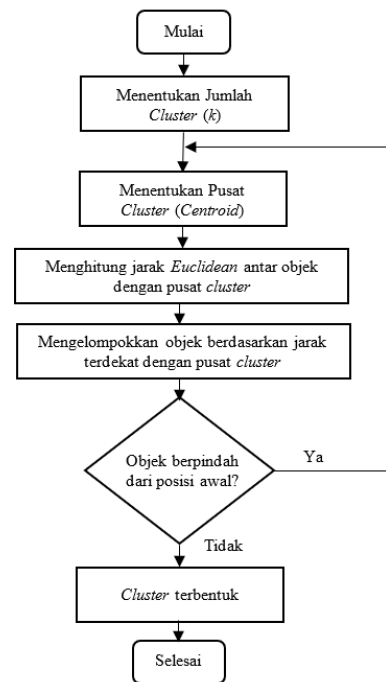 Mulai
Menentukan Jumlah
Cluster (k)
Menentukan Pusat
Cluster (Centroid)
Menghitung jarak Euclidean antar objek
dengan pusat cluster
Mengelompokkan objek berdasarkan jarak
terdekat dengan pusat cluster
Objek berpindah
dari posisi awal?
Ya
Tidak
Cluster terbentuk
Selesai